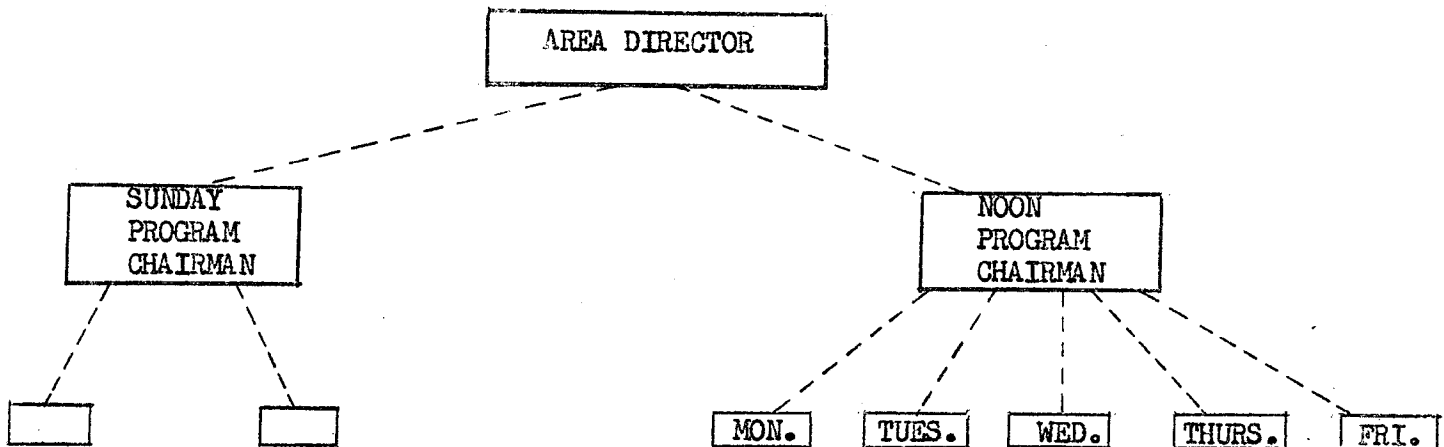 AREA DIRECTOR
SUNDAY
PROGRAM
CHAIRMAN
NOON
PROGRAM
CHAIRMAN
MON. TUES. WED. THURS. FRI.